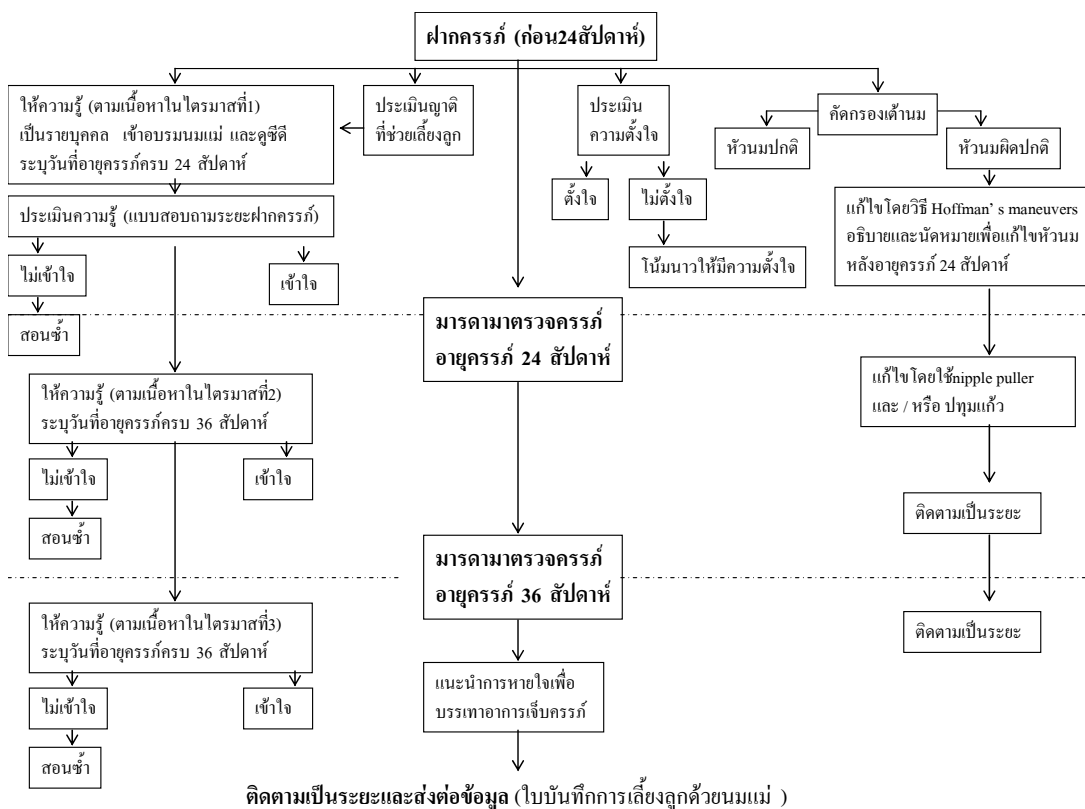 ฝากครรภ์ (ก่อน24สัปดาห์)
ให้ความรู้ (ตามเนื้อหาในไตรมาสที่1)
เป็นรายบุคคล เข้าอบรมนมแม่ และดูซีดี
ระบุวันที่อายุครรภ์ครบ 24 สัปดาห์
ประเมินญาติ
ที่ช่วยเลี้ยงลูก
ประเมิน
ความตั้งใจ
คัดกรองเต้านม
หัวนมปกติ
หัวนมผิดปกติ
ตั้งใจ
ไม่ตั้งใจ
โน้มนาวให้มีความตั้งใจ
แก้ไขโดยวิธี Hoffman' s maneuvers
อธิบายและนัดหมายเพื่อแก้ไขหัวนม
หลังอายุครรภ์ 24 สัปดาห์
ประเมินความรู้ (แบบสอบถามระยะฝากครรภ์)
ไม่เข้าใจ
เข้าใจ
สอนซ้ำ
มารดามาตรวจครรภ์
อายุครรภ์ 24 สัปดาห์
ให้ความรู้ (ตามเนื้อหาในไตรมาสที่2)
ระบุวันที่อายุครรภ์ครบ 36 สัปดาห์
แก้ไขโดยใช้nipple puller
และ / หรือ ปทุมแก้ว
ไม่เข้าใจ
เข้าใจ
สอนซ้ำ
ติดตามเป็นระยะ
มารดามาตรวจครรภ์
อายุครรภ์ 36 สัปดาห์
ให้ความรู้ (ตามเนื้อหาในไตรมาสที่3)
ระบุวันที่อายุครรภ์ครบ 36 สัปดาห์
ติดตามเป็นระยะ
ไม่เข้าใจ
เข้าใจ
สอนซ้ำ
แนะนำการหายใจเพื่อ
บรรเทาอาการเจ็บครรภ์
ติดตามเป็นระยะและส่งต่อข้อมูล (ใบบันทึกการเลี้ยงลูกด้วยนมแม่ )